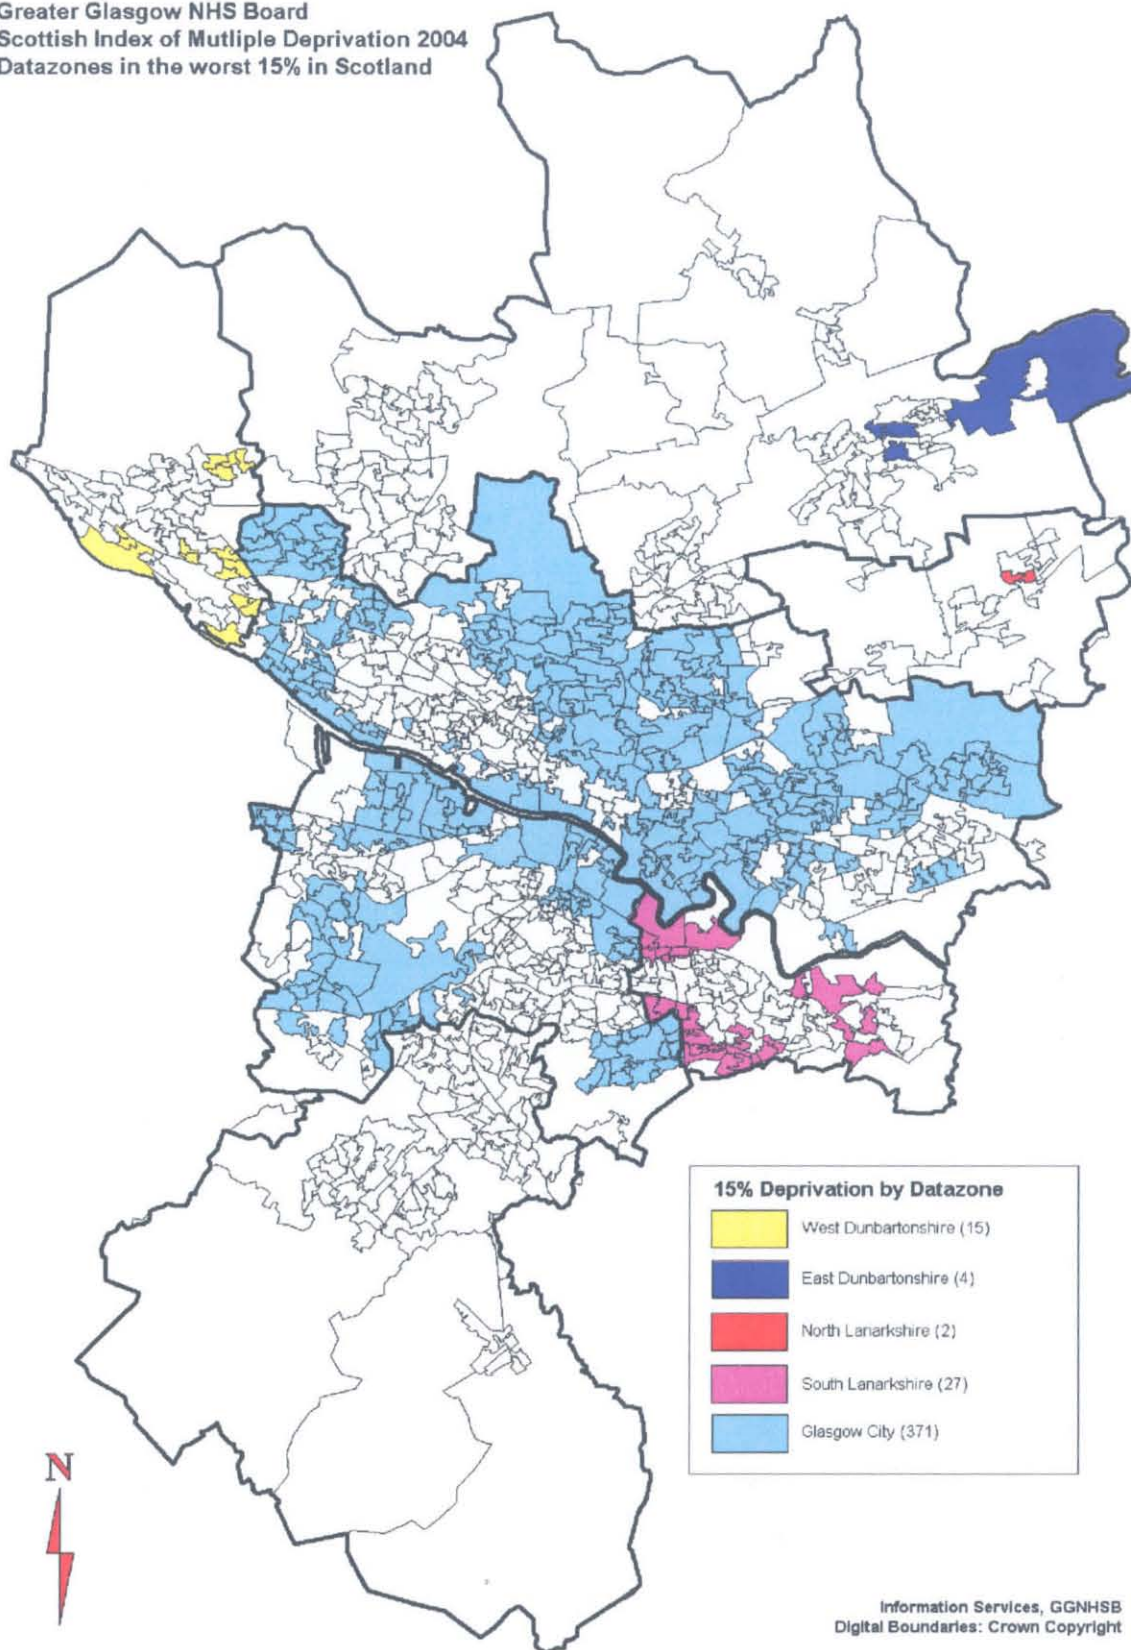 Greater Glasgow NHS Board
Scottish Index of Mutliple Deprivation 2004
Datazones in the worst 15% in Scotland
15% Deprivation by Datazone
West Dunbartonshire (15)
East Dunbartonshire (4)
North Lanarkshire (2)
South Lanarkshire (27)
Glasgow City (371)
N
Information Services, GGNHSB
Digital Boundaries: Crown Copyright